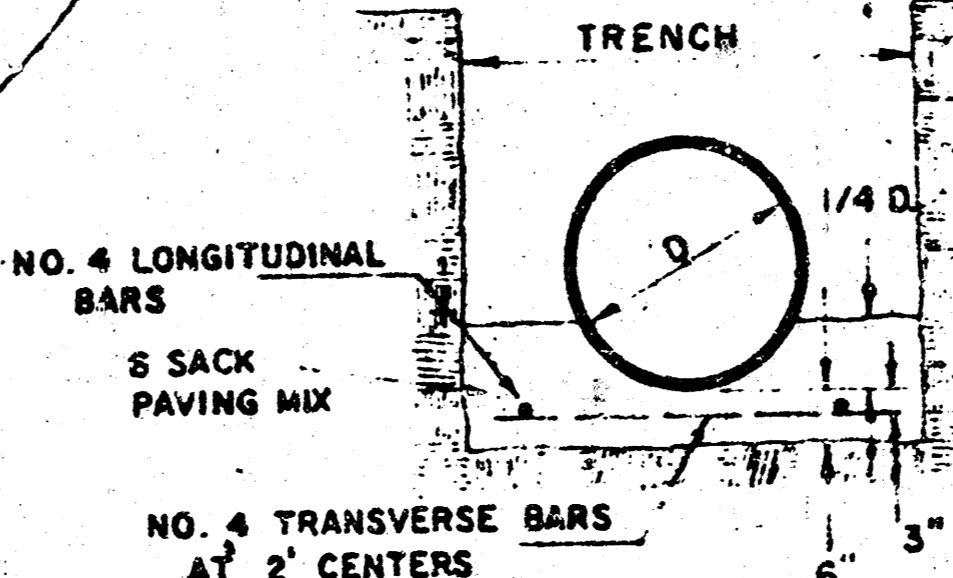 TRENCH
1/4 D
D
NO. 4 LONGITUDINAL
BARS
SACK
PAVING MIX
NO. 4 TRANSVERSE BARS
AT 2' CENTERS
3"
6"